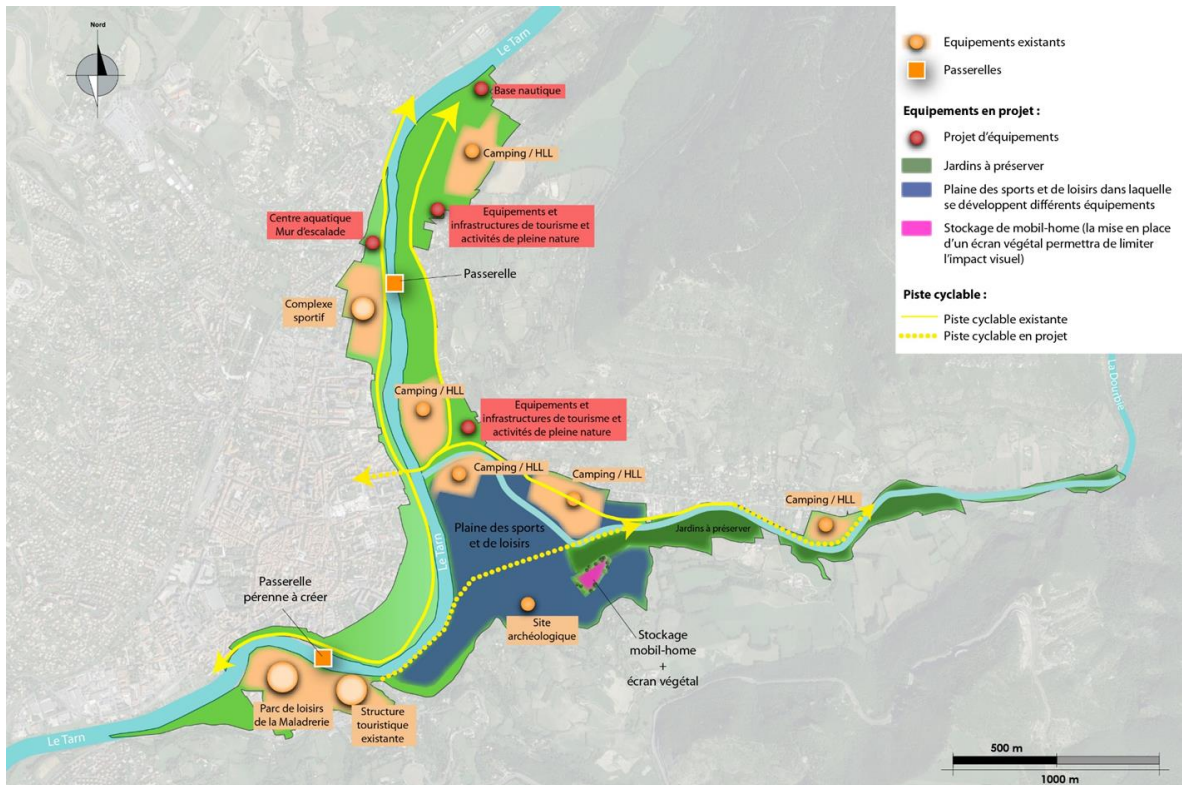 Nord
Le Tarn
Base nautique
Camping / HLL
Centre aquatique
Mur d'escalade
Equipements et
infrastructures de tourisme et
activités de pleine nature
Passerelle
Complexe
sportif
Camping / HLL
Equipements et
infrastructures de tourisme et
activités de pleine nature
Camping / HLL
Camping / HLL
Camping / HLL
La Dourbie
Plaine des sports
et de loisirs
Jardins à préserver
Le Tarn
Passerelle
pérenne à créer
Site
archéologique
Stockage
mobil-home
+
écran végétal
Parc de loisirs
de la Maladrerie
Structure
touristique
existante
Le Tarn
Equipements existants
Passerelles
Equipements en projet :
Projet d'équipements
Jardins à préserver
Plaine des sports et de loisirs dans laquelle
se développent différents équipements
Stockage de mobil-home (la mise en place
d'un écran végétal permettra de limiter
l'impact visuel)
Piste cyclable :
Piste cyclable existante
Piste cyclable en projet
500 m
1000 m